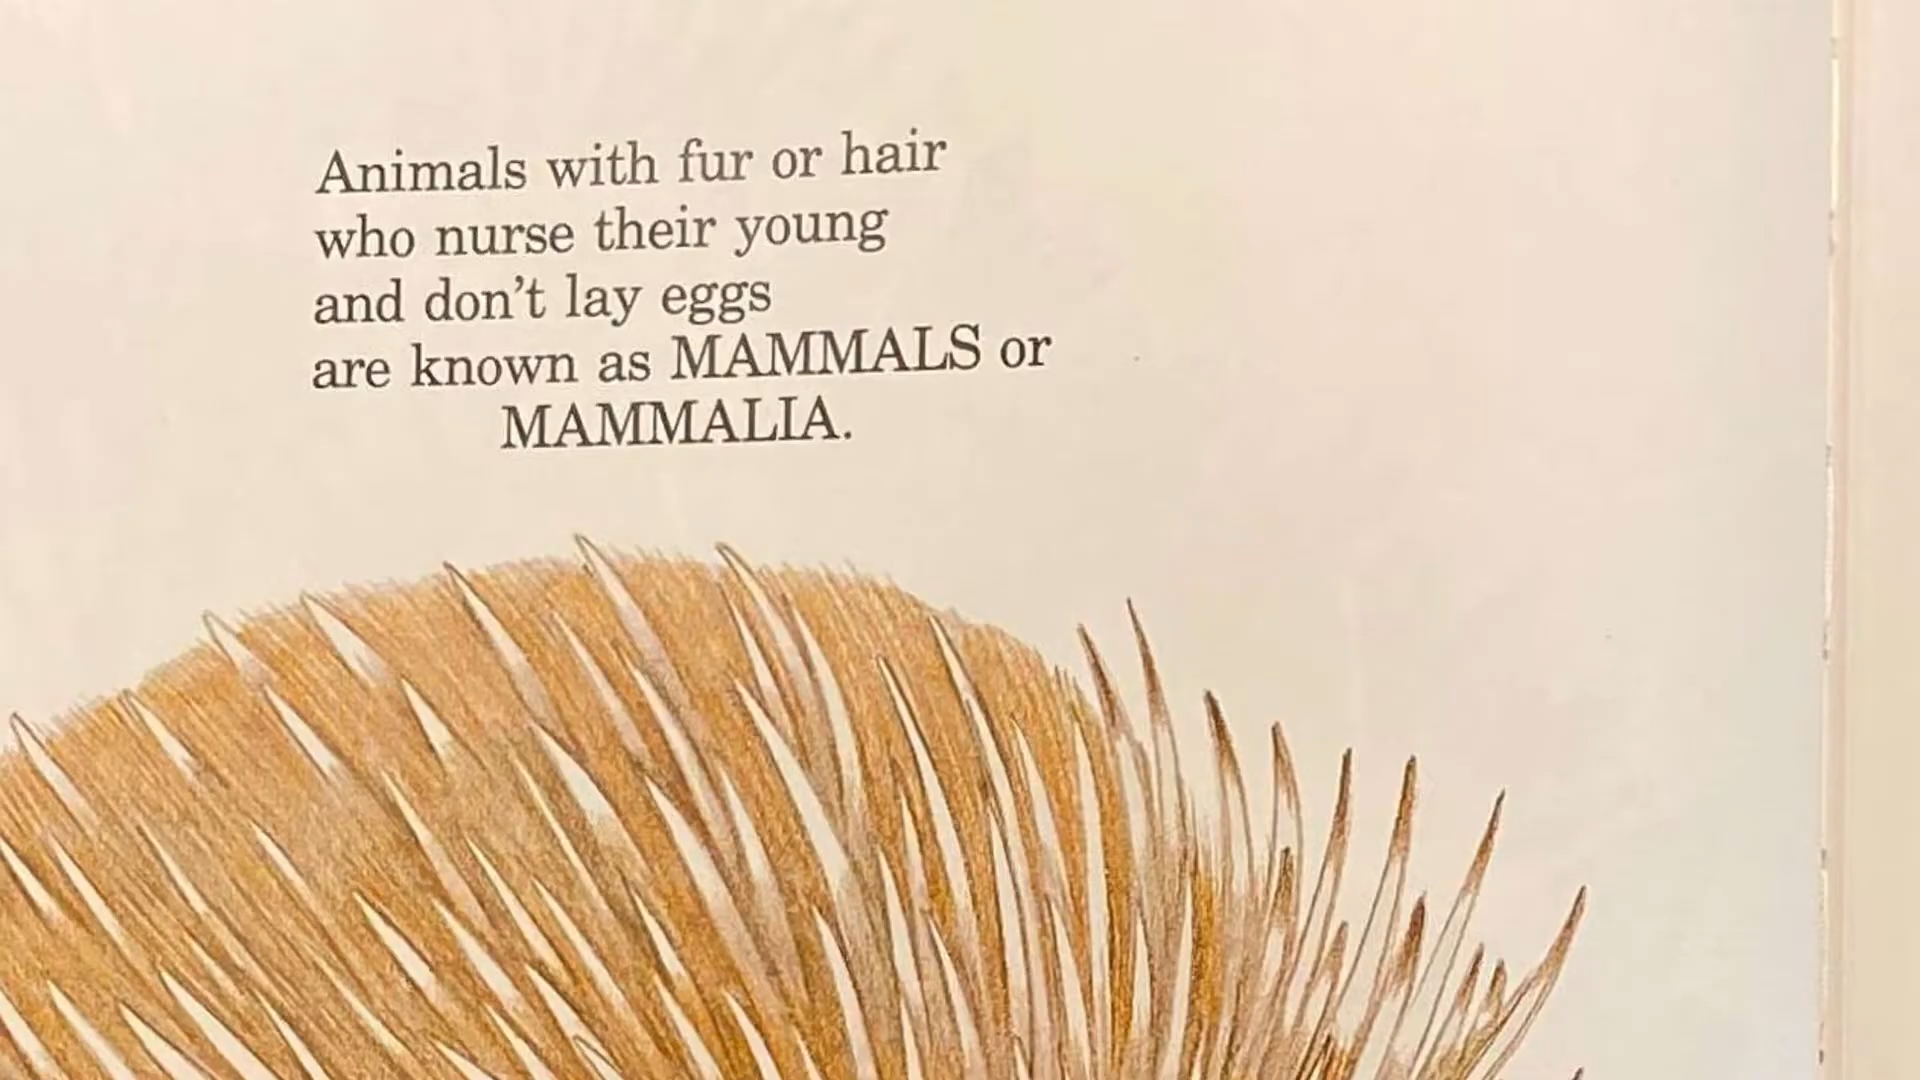 Animals with fur or hair
who nurse their young
and don’t lay eggs
are known as MAMMALS or
MAMMALIA.